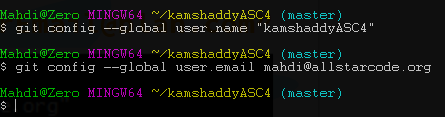 Mahdi@Zero MINGW64 ~/kamshaddyASC4 (master)
$ git config --global user.name "kamshaddyASC4"
Mahdi@Zero MINGW64 ~/kamshaddyASC4 (master)
$ git config --global user.email mahdi@allstarcode.org
Mahdi@Zero MINGW64 ~/kamshaddyASC4 (master)
$